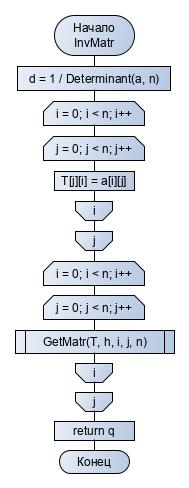 Начало
InvMatr
d = 1 / Determinant(a, n)
i = 0; i < n; i++
j = 0; j < n; j++
T[j][i] = a[i][j]
i
j
i = 0; i < n; i++
j = 0; j < n; j++
GetMatr(T, h, i, j, n)
i
j
return q
Конец